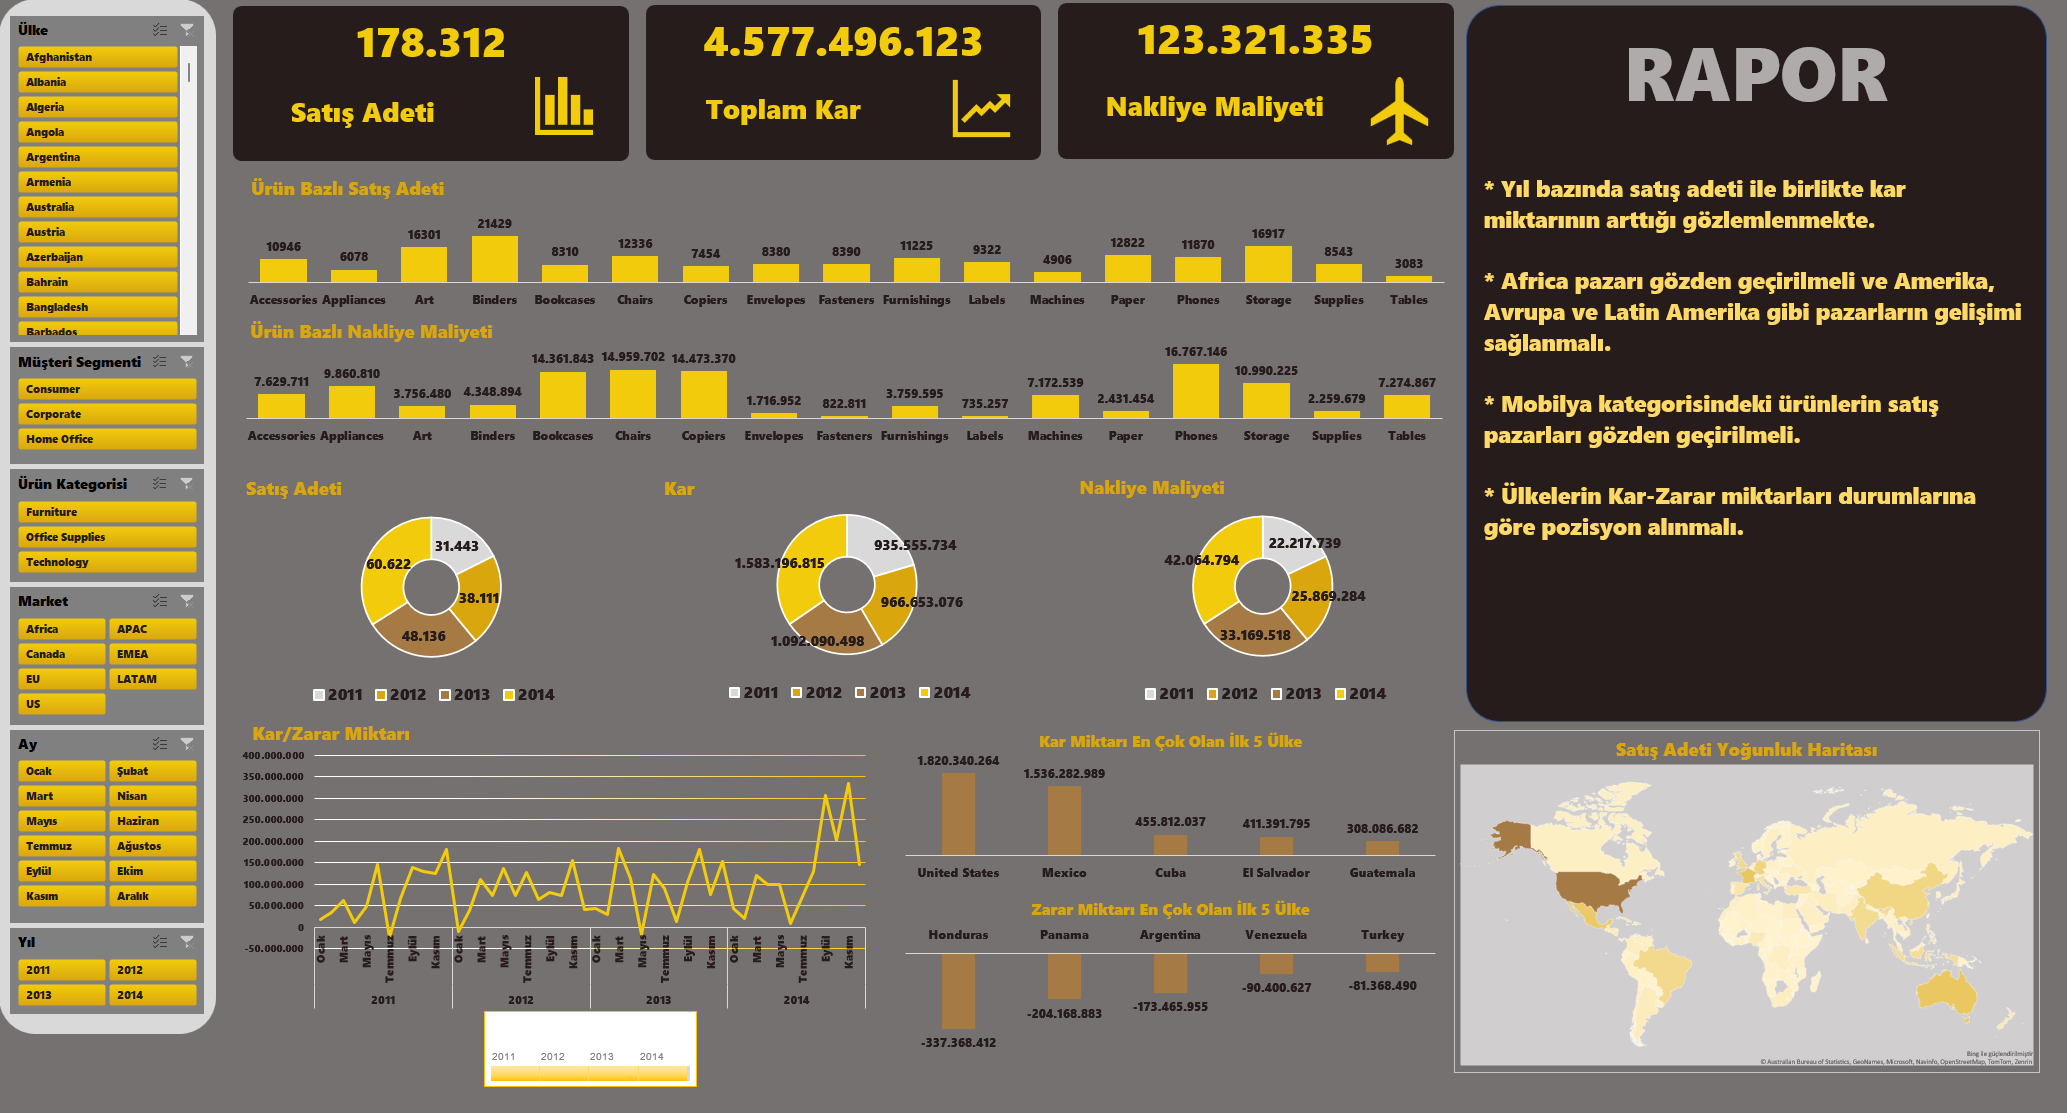 Ülke
Afghanistan
Albania
Algeria
Angola
Argentina
Armenia
Australia
Austria
Azerbaijan
Bahrain
Bangladesh
Barbados
Müşteri Segmenti
Consumer
Corporate
Home Office
Ürün Kategorisi
Furniture
Office Supplies
Technology
Market
Africa APAC
Canada EMEA
EU LATAM
US
Ay
Ocak Şubat
Mart Nisan
Mayıs Haziran
Temmuz Ağustos
Eylül Ekim
Kasım Aralık
Yıl
2011 2012
2013 2014
178.312
Satış Adeti
4.577.496.123
Toplam Kar
123.321.335
Nakliye Maliyeti
Ürün Bazlı Satış Adeti
10946 6078 16301 21429 8310 12336 7454 8380 8390 11225 9322 4906 12822 11870 16917 8543 3083
Accessories Appliances Art Binders Bookcases Chairs Copiers Envelopes Fasteners Furnishings Labels Machines Paper Phones Storage Supplies Tables
Ürün Bazlı Nakliye Maliyeti
7.629.711 9.860.810 3.756.480 4.348.894 14.361.843 14.959.702 14.473.370 1.716.952 822.811 3.759.595 735.257 7.172.539 2.431.454 16.767.146 10.990.225 2.259.679 7.274.867
Accessories Appliances Art Binders Bookcases Chairs Copiers Envelopes Fasteners Furnishings Labels Machines Paper Phones Storage Supplies Tables
Satış Adeti
31.443
38.111
48.136
60.622
2011 2012 2013 2014
Kar
935.555.734
966.653.076
1.092.090.498
1.583.196.815
2011 2012 2013 2014
Nakliye Maliyeti
22.217.739
25.869.284
33.169.518
42.064.794
2011 2012 2013 2014
Kar/Zarar Miktarı
400.000.000
350.000.000
300.000.000
250.000.000
200.000.000
150.000.000
100.000.000
50.000.000
0
-50.000.000
Ocak Mart Mayıs Temmuz Eylül Kasım Ocak Mart Mayıs Temmuz Eylül Kasım Ocak Mart Mayıs Temmuz Eylül Kasım Ocak Mart Mayıs Temmuz Eylül Kasım
2011 2012 2013 2014
2011 2012 2013 2014
Kar Miktarı En Çok Olan İlk 5 Ülke
1.820.340.264 1.536.282.989 455.812.037 411.391.795 308.086.682
United States Mexico Cuba El Salvador Guatemala
Zarar Miktarı En Çok Olan İlk 5 Ülke
Honduras Panama Argentina Venezuela Turkey
-337.368.412 -204.168.883 -173.465.955 -90.400.627 -81.368.490
RAPOR
* Yıl bazında satış adeti ile birlikte kar
miktarının arttığı gözlemlenmekte.
* Africa pazarı gözden geçirilmeli ve Amerika,
Avrupa ve Latin Amerika gibi pazarların gelişimi
sağlanmalı.
* Mobilya kategorisindeki ürünlerin satış
pazarları gözden geçirilmeli.
* Ülkelerin Kar-Zarar miktarları durumlarına
göre pozisyon alınmalı.
Satış Adeti Yoğunluk Haritası
Bing ile güçlendirilmiştir
© Australian Bureau of Statistics, GeoNames, Microsoft, Navinfo, OpenStreetMap, TomTom, Zenrin